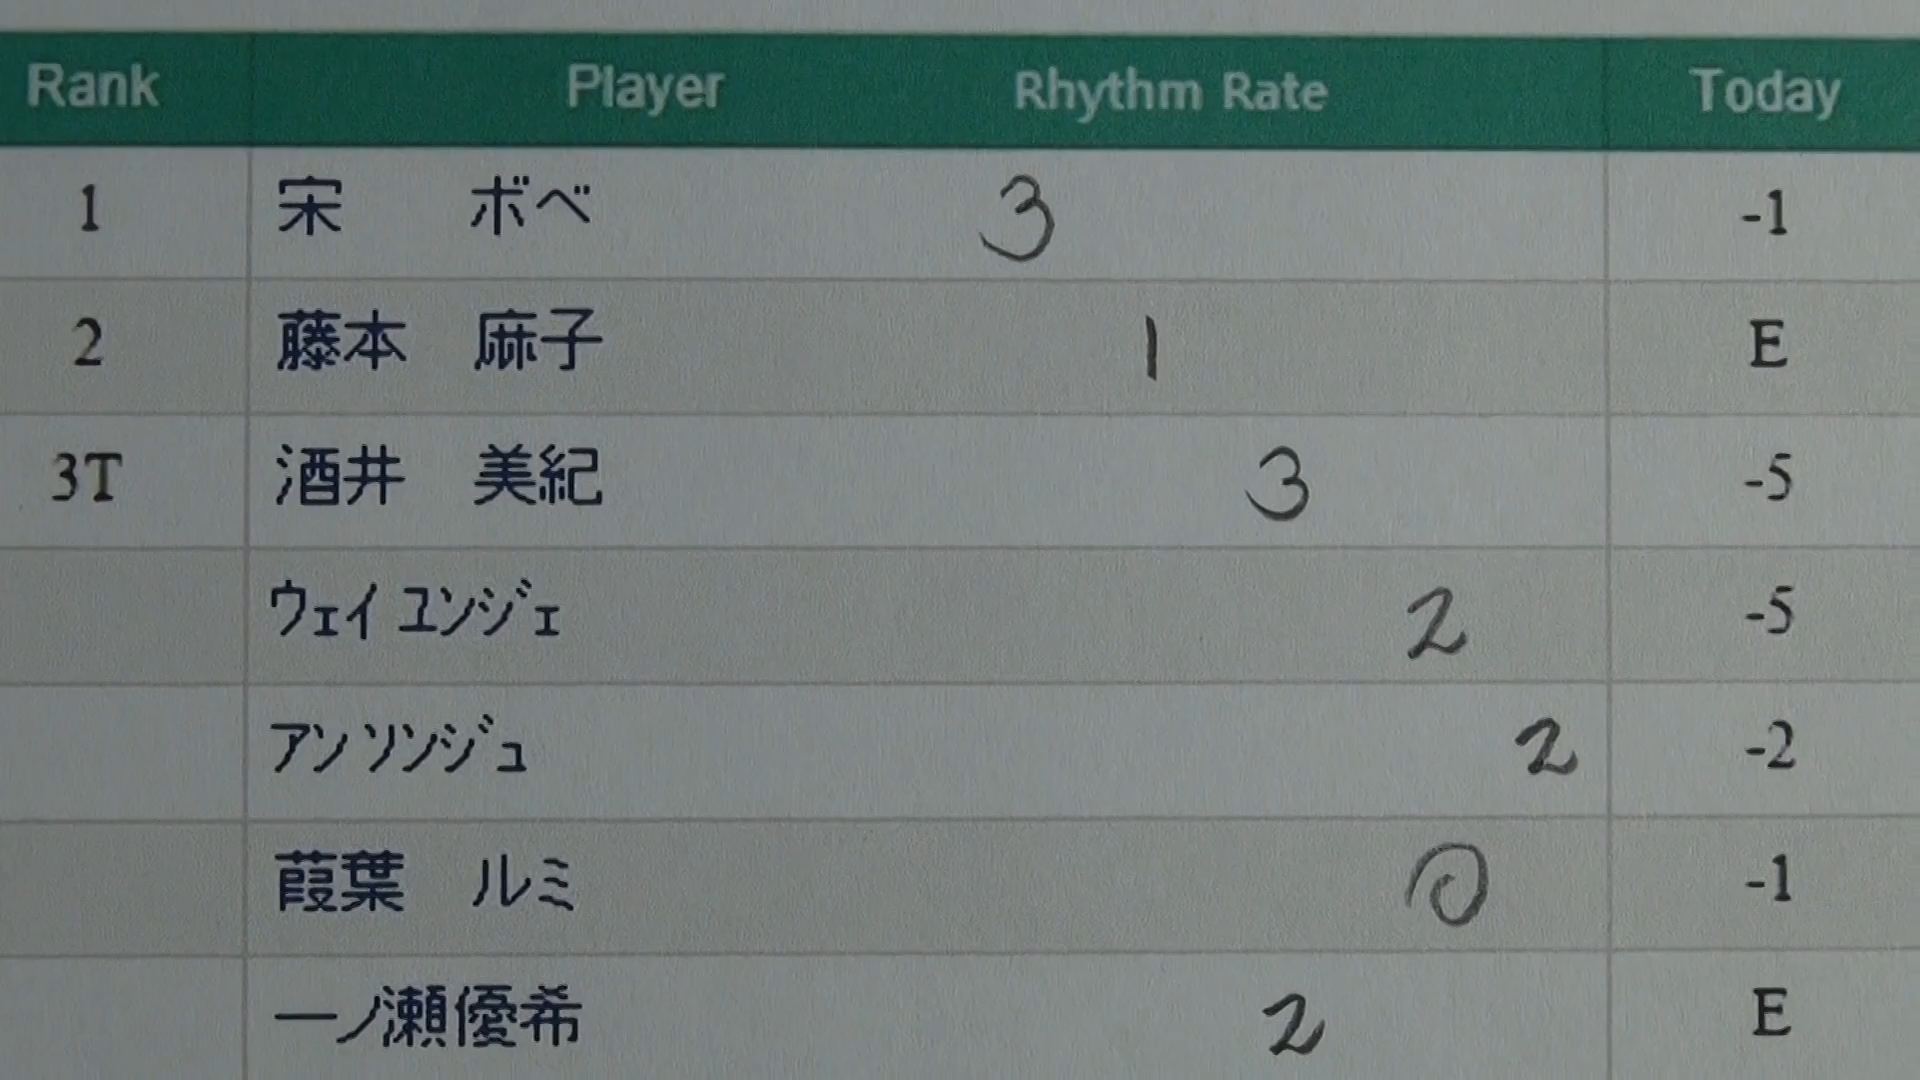 Rank Player Rhythm Rate Today
1 宋 ボベ 3 -1
2 藤本 麻子 1 E
3T 酒井 美紀 3 -5
ウェイ ユンジェ 2 -5
アン ソンジュ 2 -2
葭葉 ルミ 0 -1
一ノ瀬優希 2 E